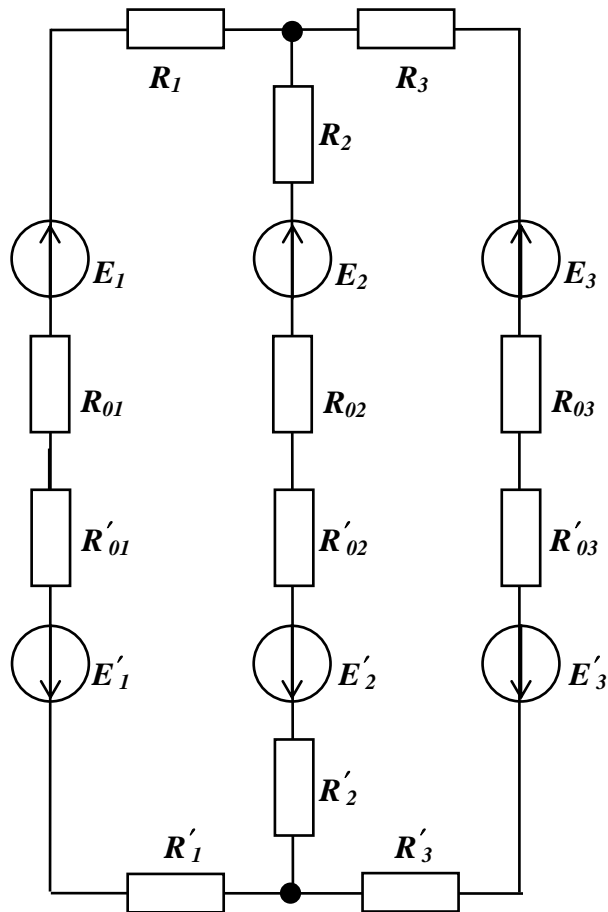 R1 R3
R2
E1 E2 E3
R01 R02 R03
R′01 R′02 R′03
E′1 E′2 E′3
R′2
R′1 R′3